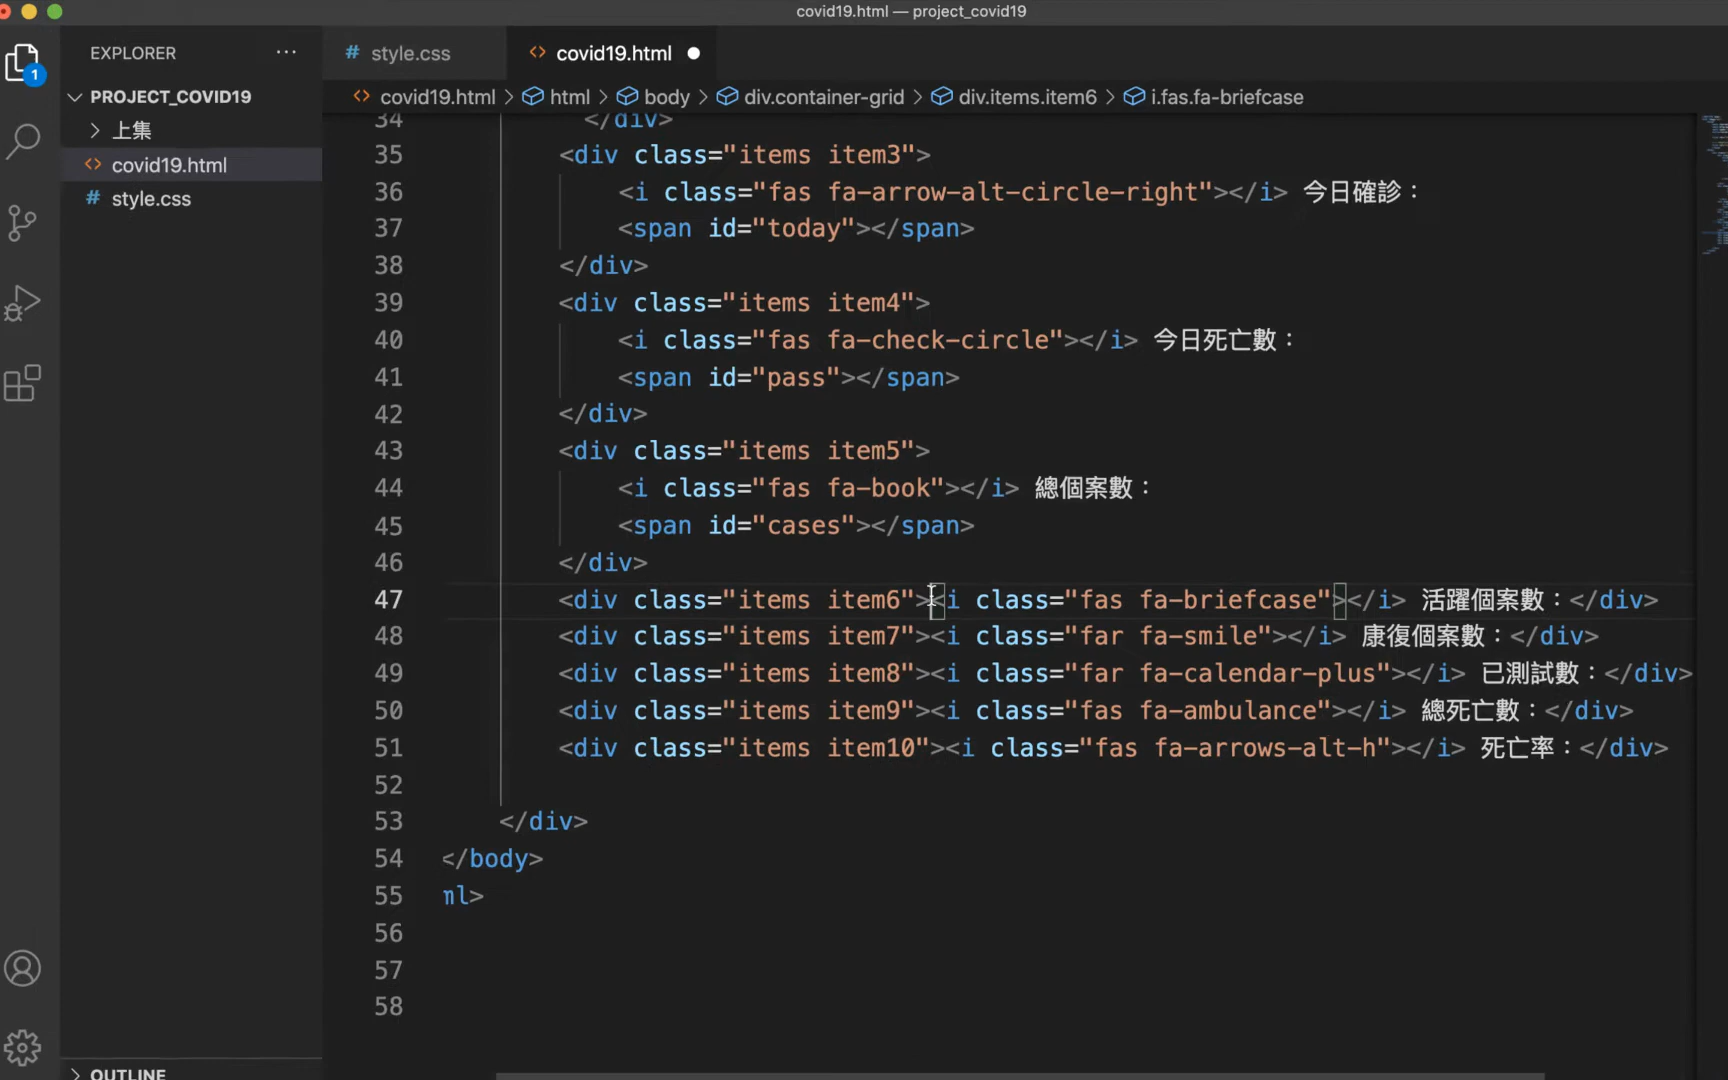 covid19.html — project_covid19
EXPLORER ···
# style.css
<> covid19.html ●
1
PROJECT_COVID19
<> covid19.html > html > body > div.container-grid > div.items.item6 > i.fas.fa-briefcase
上集
<> covid19.html
# style.css
34 </div>
35 <div class="items item3">
36 <i class="fas fa-arrow-alt-circle-right"></i> 今日確診：
37 <span id="today"></span>
38 </div>
39 <div class="items item4">
40 <i class="fas fa-check-circle"></i> 今日死亡數：
41 <span id="pass"></span>
42 </div>
43 <div class="items item5">
44 <i class="fas fa-book"></i> 總個案數：
45 <span id="cases"></span>
46 </div>
47 <div class="items item6"><i class="fas fa-briefcase"></i> 活躍個案數：</div>
48 <div class="items item7"><i class="far fa-smile"></i> 康復個案數：</div>
49 <div class="items item8"><i class="far fa-calendar-plus"></i> 已測試數：</div>
50 <div class="items item9"><i class="fas fa-ambulance"></i> 總死亡數：</div>
51 <div class="items item10"><i class="fas fa-arrows-alt-h"></i> 死亡率：</div>
52
53 </div>
54 </body>
55 ml>
56
57
58
OUTLINE